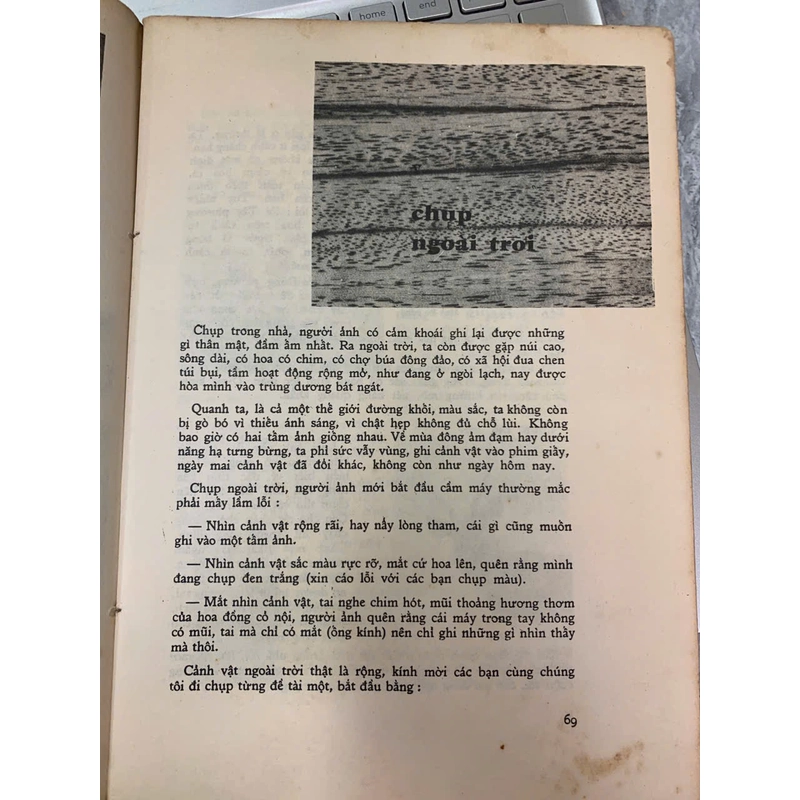 home
end
chụp
ngoài trời
Chụp trong nhà, người ảnh có cảm khoái ghi lại được những
gì thân mật, đầm ấm nhất. Ra ngoài trời, ta còn được gặp núi cao,
sông dài, có hoa có chim, có chợ búa đông đảo, có xã hội đua chen
túi bụi, tầm hoạt động rộng mở, như đang ở ngòi lạch, nay được
hòa mình vào trùng dương bát ngát.
Quanh ta, là cả một thế giới đường khối, màu sắc, ta không còn
bị gò bó vì thiếu ánh sáng, vì chật hẹp không đủ chỗ lùi. Không
bao giờ có hai tấm ảnh giống nhau. Về mùa đông ảm đạm hay dưới
nắng hạ tưng bừng, ta phỉ sức vẫy vùng, ghi cảnh vật vào phim giấy,
ngày mai cảnh vật đã đổi khác, không còn như ngày hôm nay.
Chụp ngoài trời, người ảnh mới bắt đầu cầm máy thường mắc
phải mấy lầm lỗi :
— Nhìn cảnh vật rộng rãi, hay nẩy lòng tham, cái gì cũng muốn
ghi vào một tấm ảnh.
— Nhìn cảnh vật sắc màu rực rỡ, mắt cứ hoa lên, quên rằng mình
đang chụp đen trắng (xin cáo lỗi với các bạn chụp màu).
— Mắt nhìn cảnh vật, tai nghe chim hót, mũi thoảng hương thơm
của hoa đồng cỏ nội, người ảnh quên rằng cái máy trong tay không
có mũi, tai mà chỉ có mắt (ống kính) nên chỉ ghi những gì nhìn thấy
mà thôi.
Cảnh vật ngoài trời thật là rộng, kính mời các bạn cùng chúng
tôi đi chụp từng đề tài một, bắt đầu bằng :
69